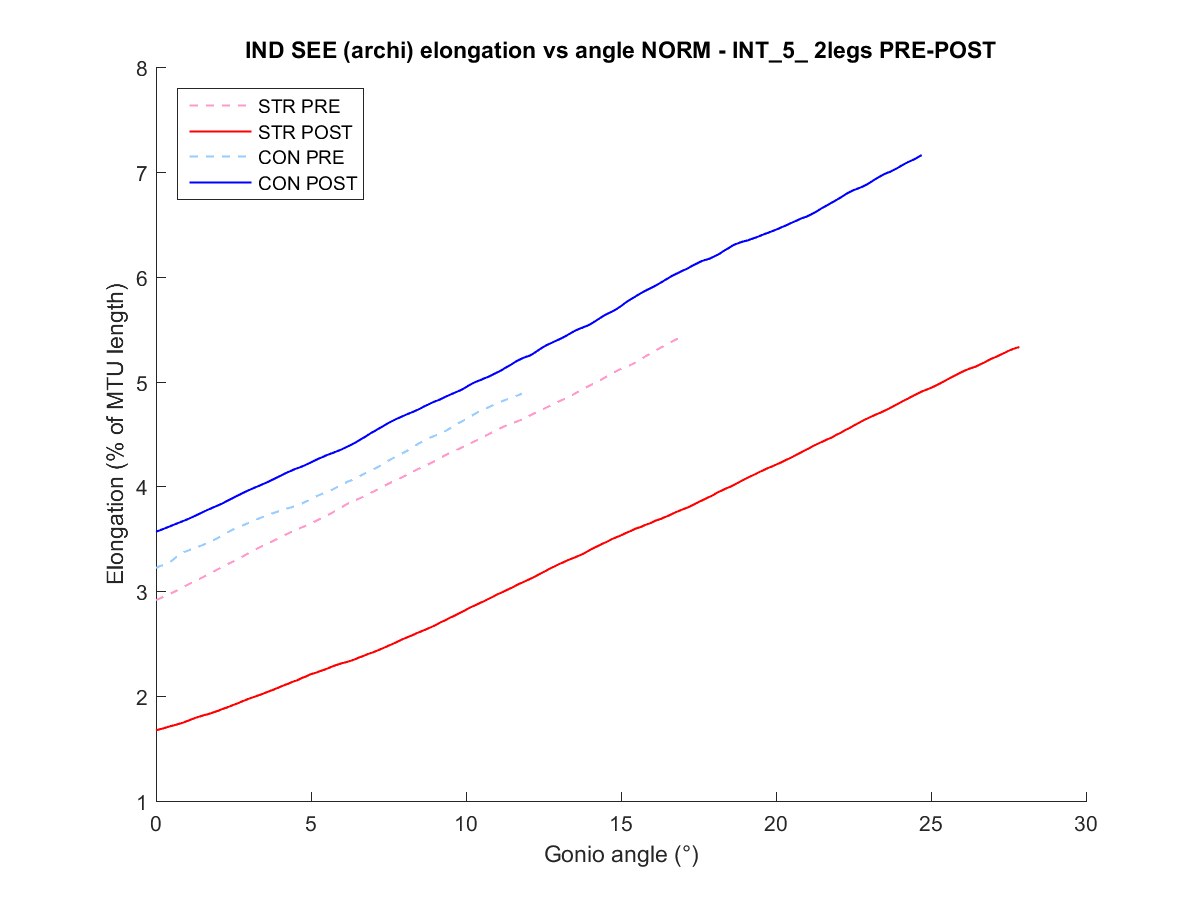 IND SEE (archi) elongation vs angle NORM - INT_5_ 2legs PRE-POST
8
7
6
5
4
3
2
1
Elongation (% of MTU length)
STR PRE
STR POST
CON PRE
CON POST
0 5 10 15 20 25 30
Gonio angle (°)